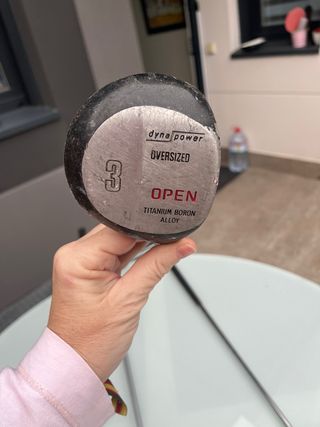 dyna power
OVERSIZED
3
OPEN
TITANIUM BORON
ALLOY